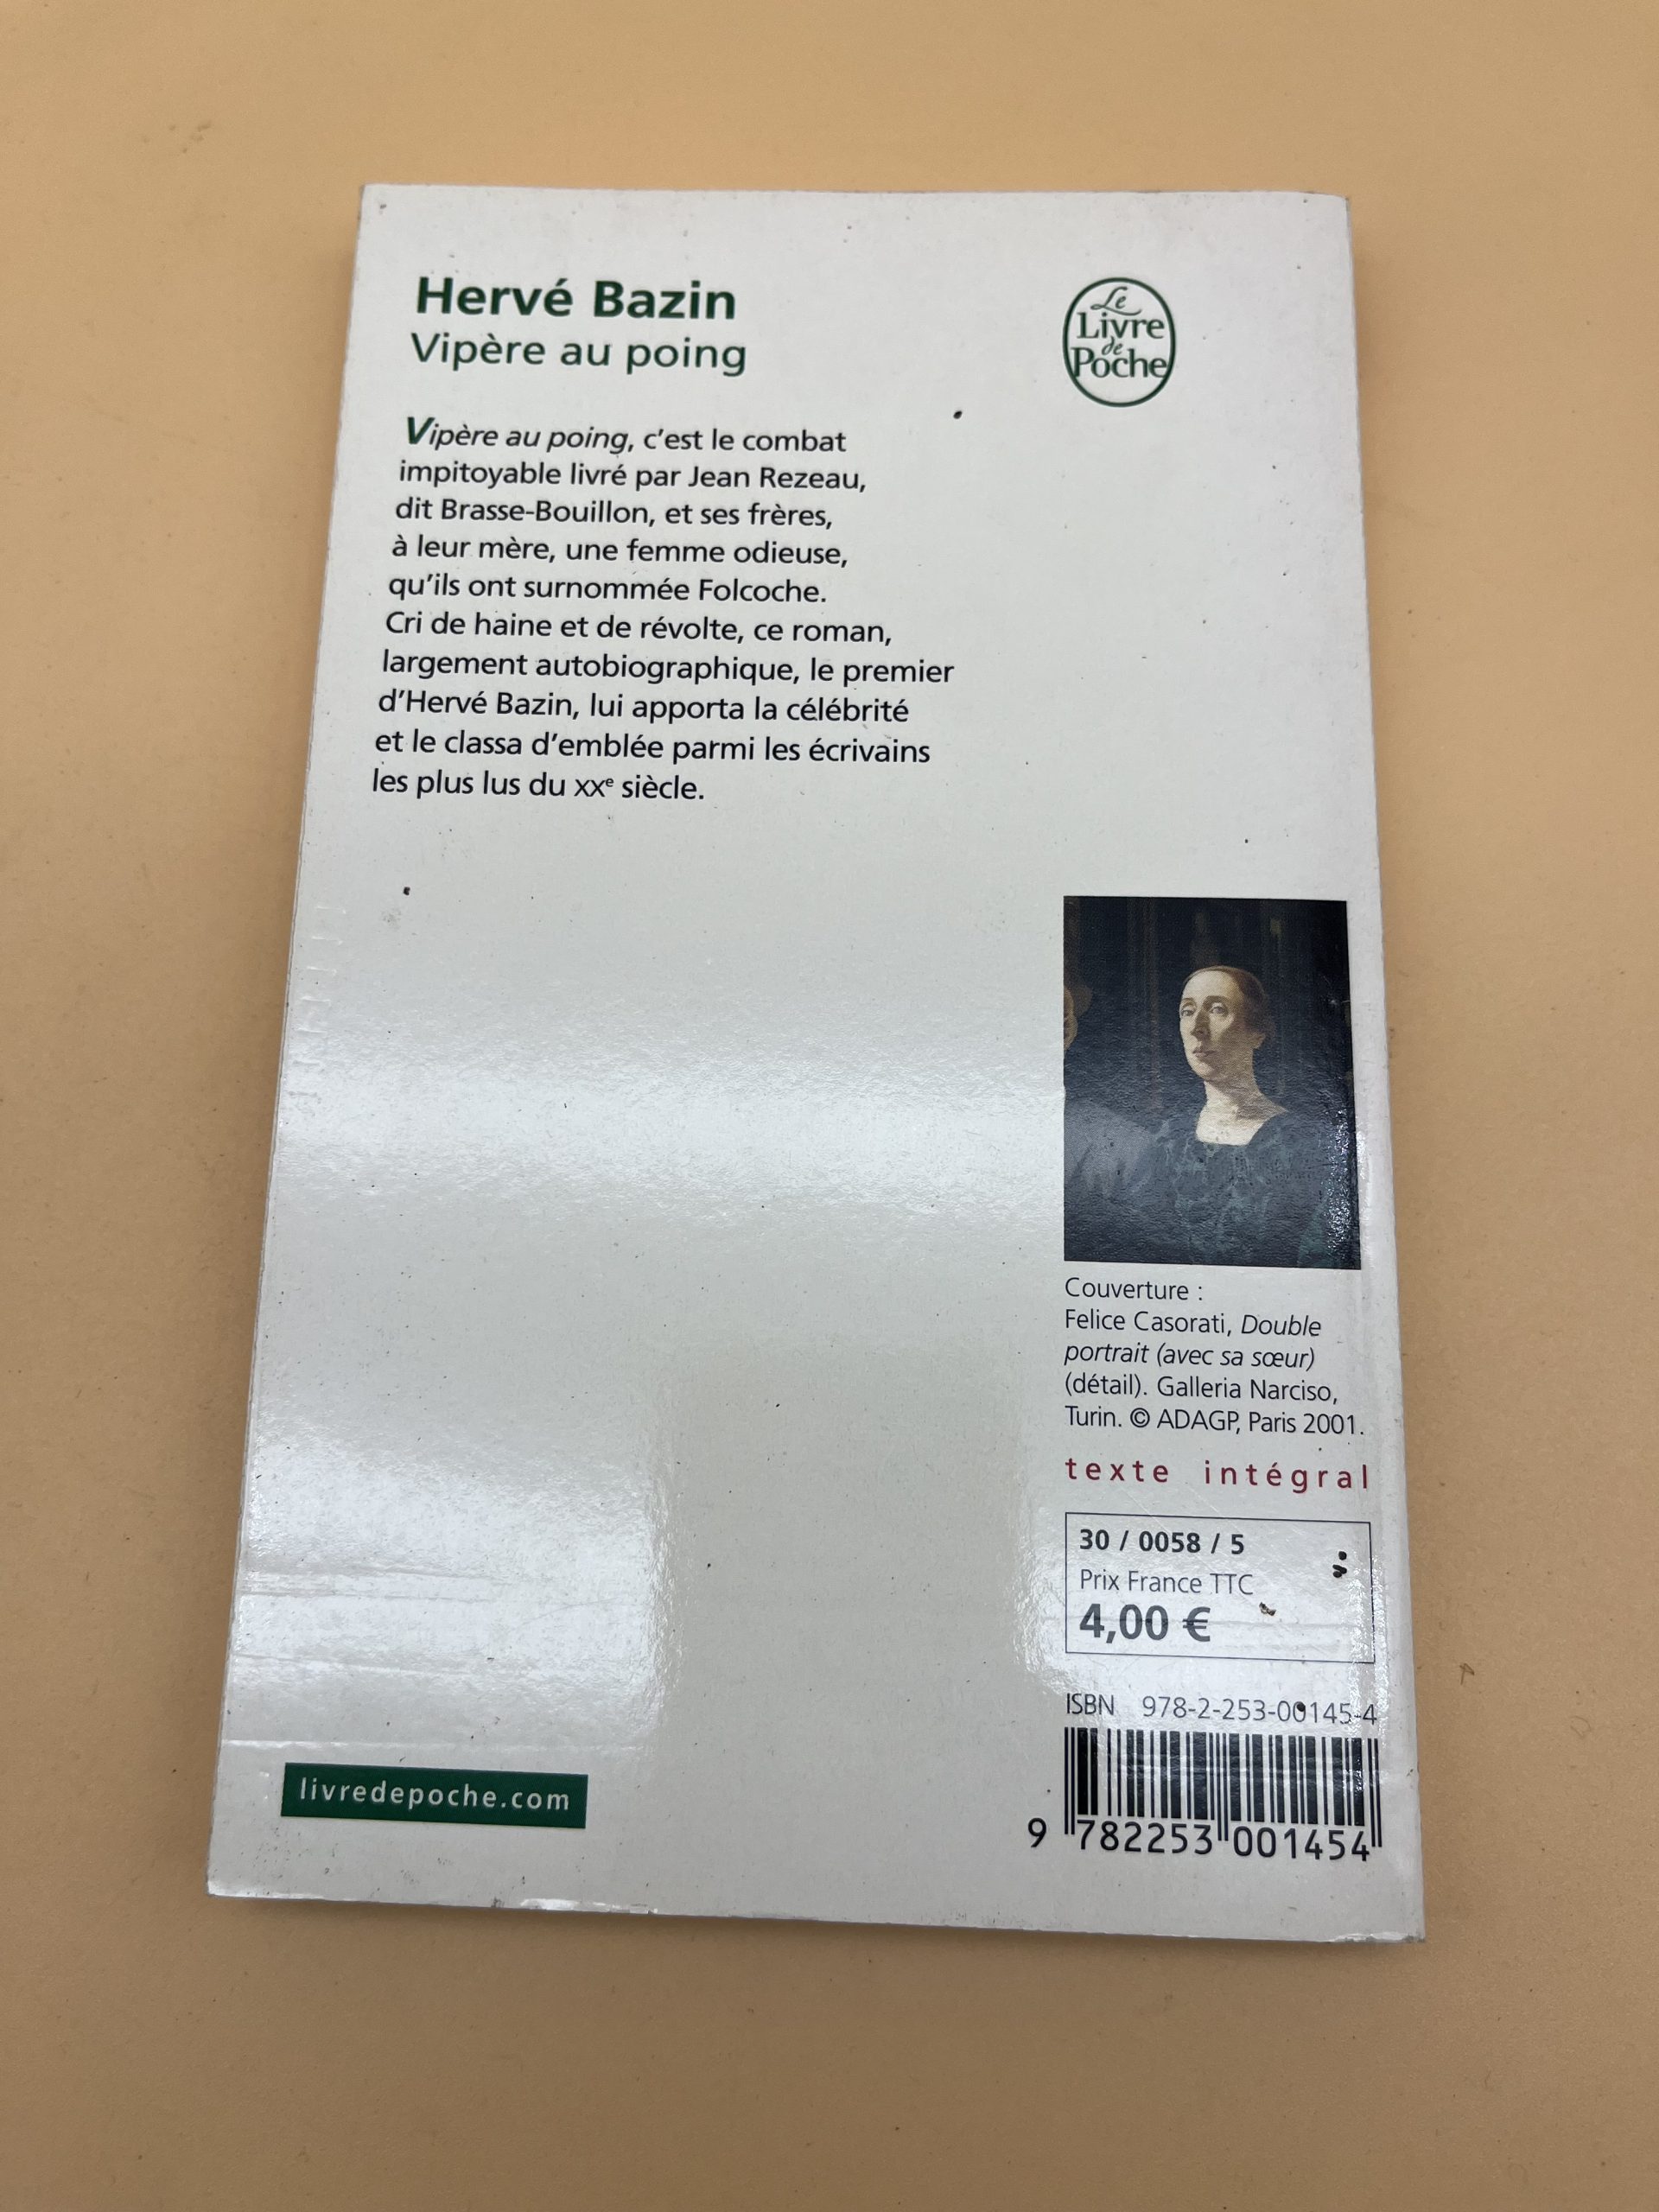 Hervé Bazin
Vipère au poing
Le
Livre
de
Poche
Vipère au poing, c'est le combat
impitoyable livré par Jean Rezeau,
dit Brasse-Bouillon, et ses frères,
à leur mère, une femme odieuse,
qu'ils ont surnommée Folcoche.
Cri de haine et de révolte, ce roman,
largement autobiographique, le premier
d'Hervé Bazin, lui apporta la célébrité
et le classa d'emblée parmi les écrivains
les plus lus du XXe siècle.
Couverture :
Felice Casorati, Double
portrait (avec sa sœur)
(détail). Galleria Narciso,
Turin. © ADAGP, Paris 2001.
texte intégral
30 / 0058 / 5
Prix France TTC
4,00 €
ISBN 978-2-253-00145-4
9 782253 001454
livredepoche.com